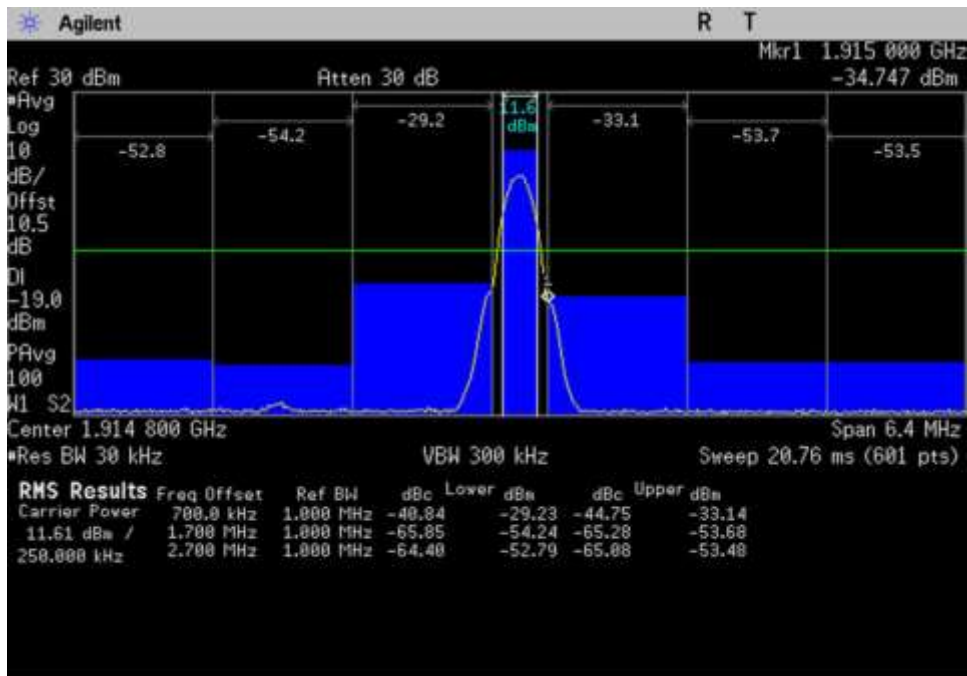 Agilent R T
Mkr1 1.915 000 GHz
Ref 30 dBm Atten 30 dB -34.747 dBm
#Avg
Log
10
dB/
Offst
10.5
dB
DI
-19.0
dBm
PAvg
100
W1 S2
-52.8 -54.2 -29.2 11.6 dBm -33.1 -53.7 -53.5
1
Center 1.914 800 GHz Span 6.4 MHz
#Res BW 30 kHz VBW 300 kHz Sweep 20.76 ms (601 pts)
RMS Results Freq Offset Ref BW dBc Lower dBm dBc Upper dBm
Carrier Power 700.0 kHz 1.000 MHz -40.84 -29.23 -44.75 -33.14
11.61 dBm / 1.700 MHz 1.000 MHz -65.85 -54.24 -65.28 -53.68
250.000 kHz 2.700 MHz 1.000 MHz -64.40 -52.79 -65.08 -53.48